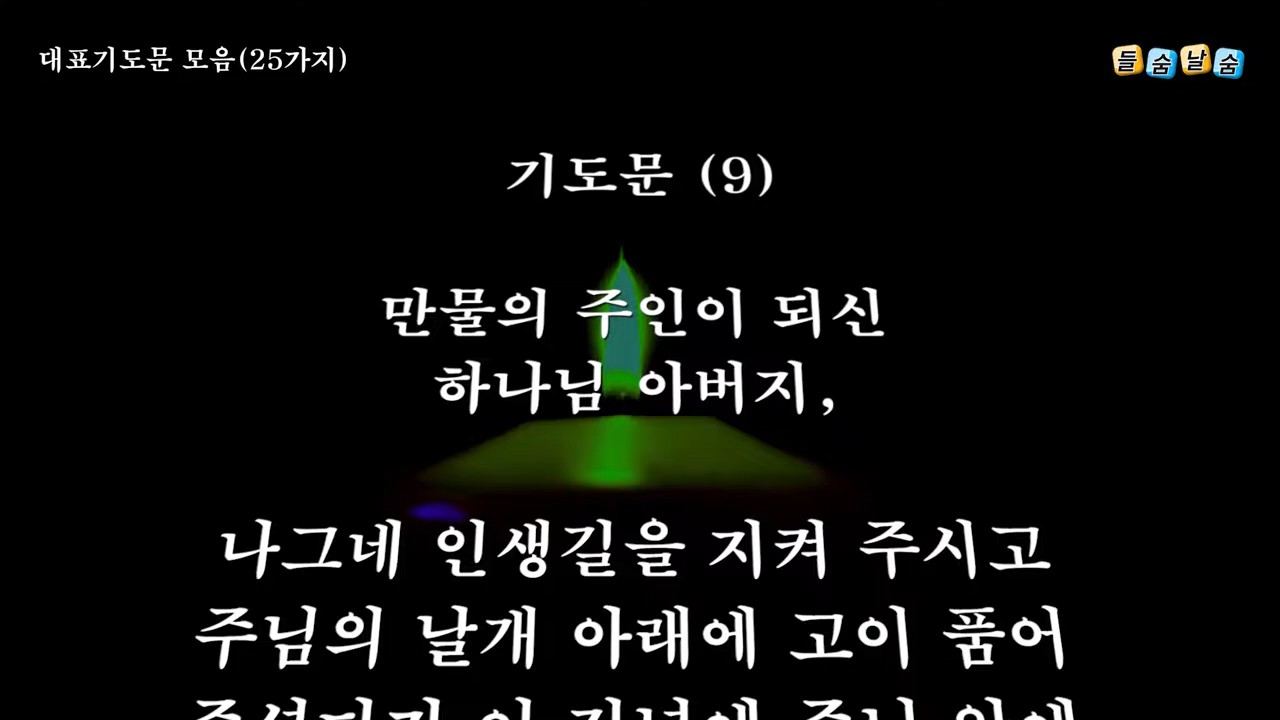 대표기도문 모음(25가지)
들숨날숨
기도문 (9)
만물의 주인이 되신
하나님 아버지,
나그네 인생길을 지켜 주시고
주님의 날개 아래에 고이 품어